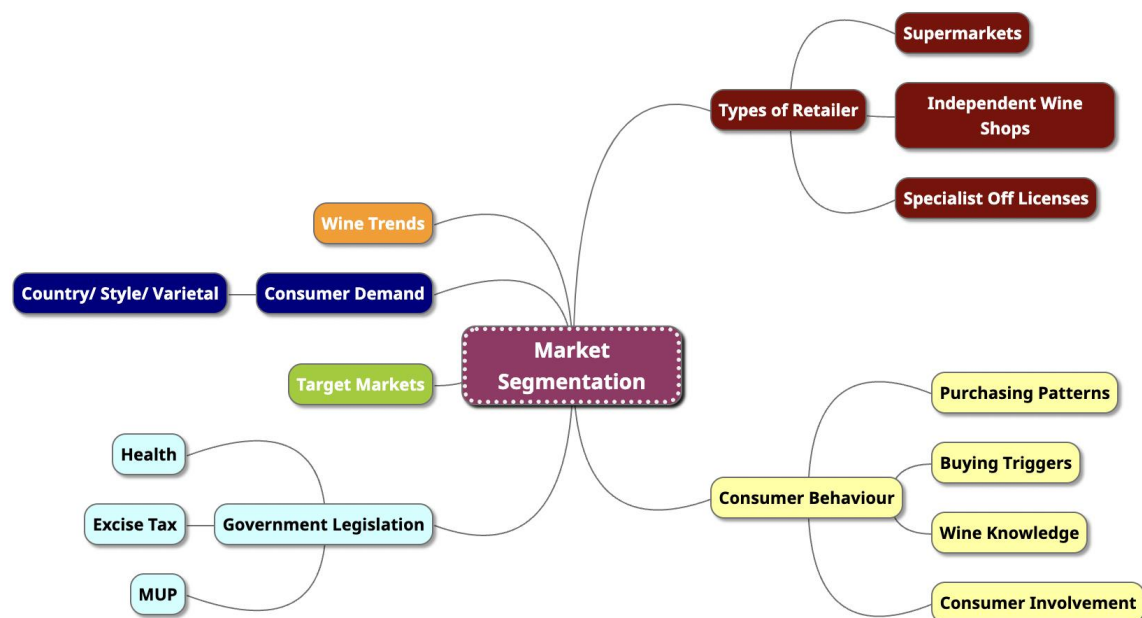 Market
Segmentation
Types of Retailer
Supermarkets
Independent Wine
Shops
Specialist Off Licenses
Consumer Behaviour
Purchasing Patterns
Buying Triggers
Wine Knowledge
Consumer Involvement
Wine Trends
Consumer Demand
Country/ Style/ Varietal
Target Markets
Government Legislation
Health
Excise Tax
MUP